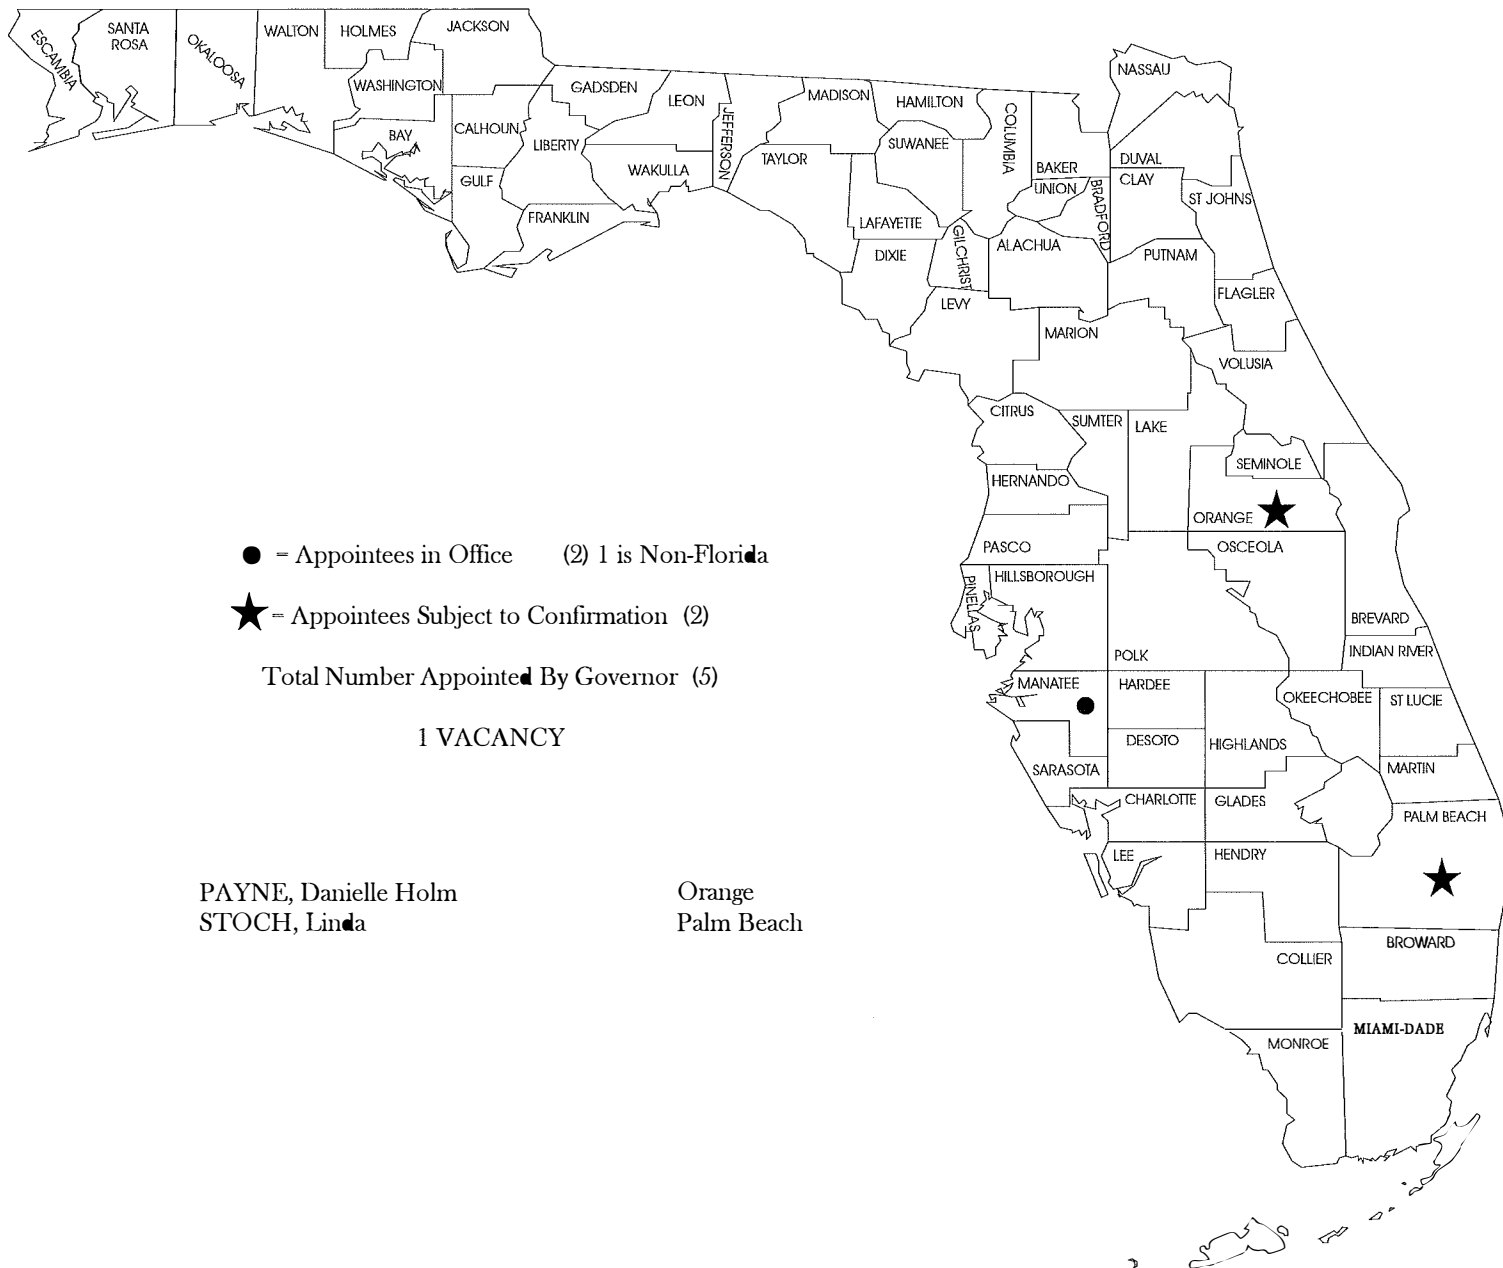 ESCAMBIA
SANTA
ROSA
OKALOOSA
WALTON
HOLMES
JACKSON
WASHINGTON
BAY
CALHOUN
GULF
GADSDEN
LIBERTY
FRANKLIN
LEON
WAKULLA
JEFFERSON
MADISON
TAYLOR
HAMILTON
SUWANEE
LAFAYETTE
DIXIE
COLUMBIA
GILCHRIST
LEVY
BAKER
UNION
BRADFORD
ALACHUA
NASSAU
DUVAL
CLAY
ST JOHNS
PUTNAM
FLAGLER
MARION
VOLUSIA
CITRUS
SUMTER
LAKE
HERNANDO
SEMINOLE
ORANGE
PASCO
OSCEOLA
PINELLAS
HILLSBOROUGH
POLK
BREVARD
INDIAN RIVER
MANATEE
HARDEE
OKEECHOBEE
ST LUCIE
DESOTO
HIGHLANDS
SARASOTA
MARTIN
CHARLOTTE
GLADES
PALM BEACH
LEE
HENDRY
BROWARD
COLLIER
MIAMI-DADE
MONROE
= Appointees in Office (2) 1 is Non-Florida
= Appointees Subject to Confirmation (2)
Total Number Appointed By Governor (5)
1 VACANCY
PAYNE, Danielle Holm Orange
STOCH, Linda Palm Beach